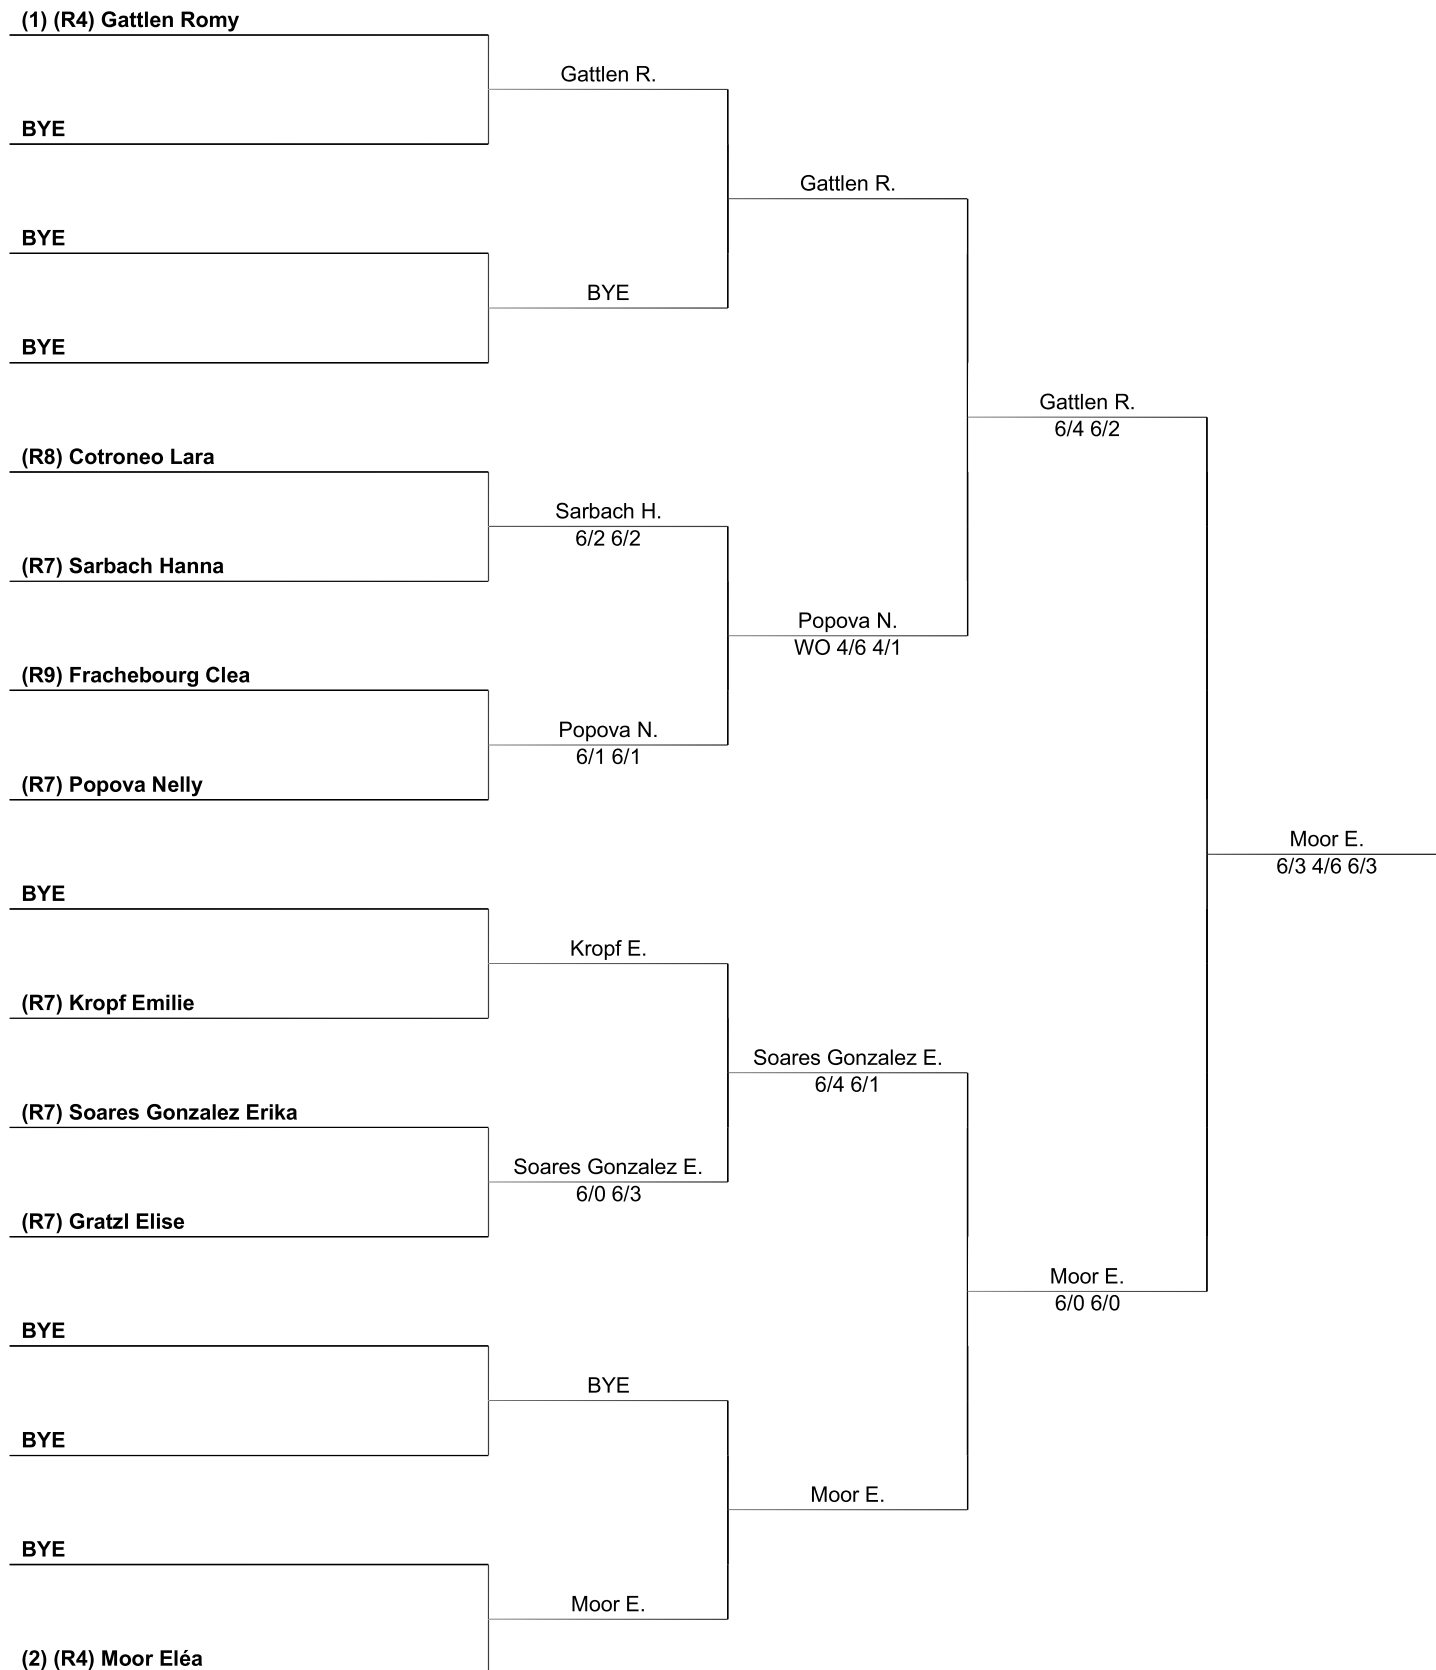 (1) (R4) Gattlen Romy
Gattlen R.
BYE
Gattlen R.
BYE
BYE
BYE
Gattlen R.
6/4 6/2
(R8) Cotroneo Lara
Sarbach H.
6/2 6/2
(R7) Sarbach Hanna
Popova N.
WO 4/6 4/1
(R9) Frachebourg Clea
Popova N.
6/1 6/1
(R7) Popova Nelly
Moor E.
6/3 4/6 6/3
BYE
Kropf E.
(R7) Kropf Emilie
Soares Gonzalez E.
6/4 6/1
(R7) Soares Gonzalez Erika
Soares Gonzalez E.
6/0 6/3
(R7) Gratzl Elise
Moor E.
6/0 6/0
BYE
BYE
BYE
Moor E.
BYE
Moor E.
(2) (R4) Moor Eléa